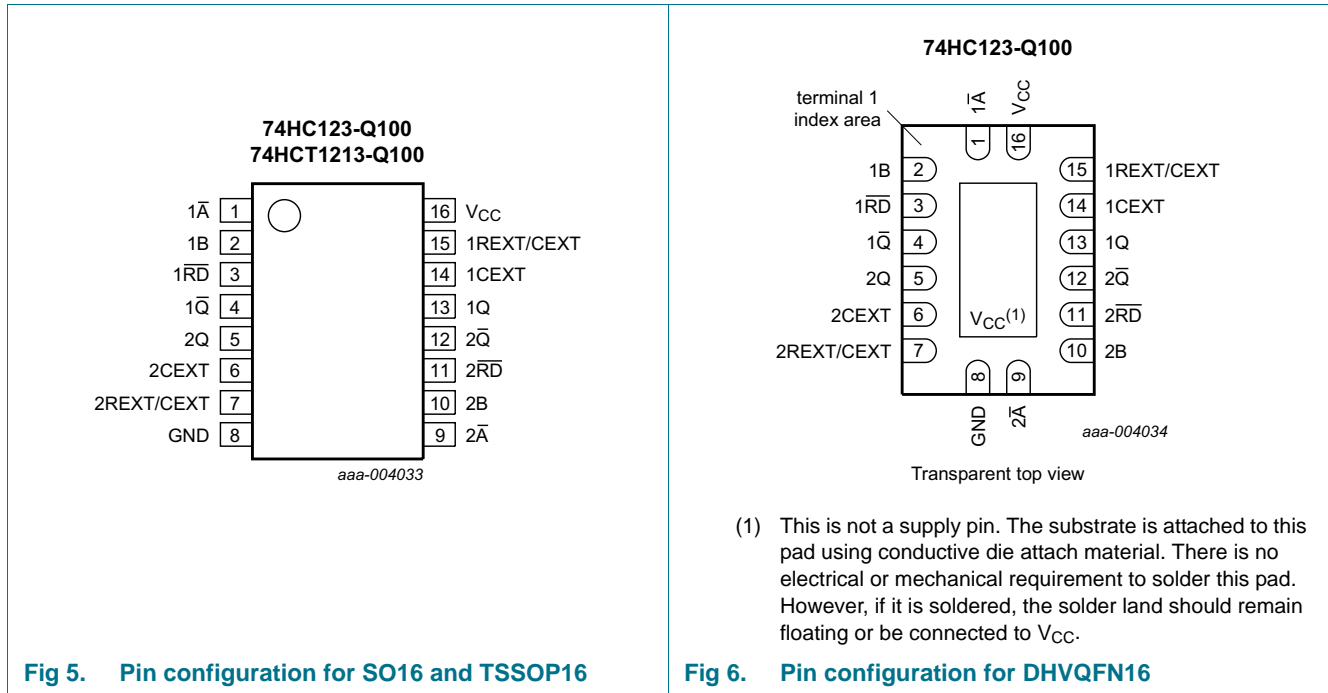 74HC123-Q100
74HCT1213-Q100
1A̅ 1
1B 2
1R̅D̅ 3
1Q̅ 4
2Q 5
2CEXT 6
2REXT/CEXT 7
GND 8
16 VCC
15 1REXT/CEXT
14 1CEXT
13 1Q
12 2Q̅
11 2R̅D̅
10 2B
9 2A̅
aaa-004033
Fig 5. Pin configuration for SO16 and TSSOP16
74HC123-Q100
terminal 1
index area
1A̅ 1
VCC 16
1B 2
1R̅D̅ 3
1Q̅ 4
2Q 5
2CEXT 6
2REXT/CEXT 7
VCC(1)
15 1REXT/CEXT
14 1CEXT
13 1Q
12 2Q̅
11 2R̅D̅
10 2B
8 GND
9 2A̅
aaa-004034
Transparent top view
(1) This is not a supply pin. The substrate is attached to this
pad using conductive die attach material. There is no
electrical or mechanical requirement to solder this pad.
However, if it is soldered, the solder land should remain
floating or be connected to VCC.
Fig 6. Pin configuration for DHVQFN16